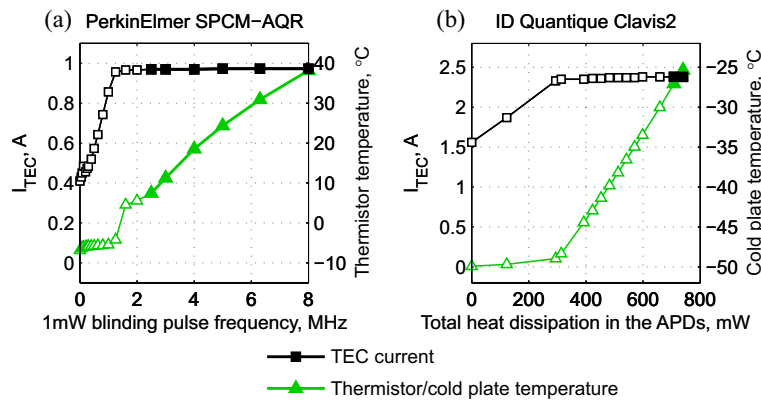 (a) PerkinElmer SPCM−AQR
1
0.8
0.6
0.4
0.2
0
I_TEC, A
40
30
20
10
0
−10
Thermistor temperature, °C
0 2 4 6 8
1mW blinding pulse frequency, MHz
(b) ID Quantique Clavis2
2.5
2
1.5
1
0.5
0
I_TEC, A
−25
−30
−35
−40
−45
−50
Cold plate temperature, °C
0 200 400 600 800
Total heat dissipation in the APDs, mW
TEC current
Thermistor/cold plate temperature